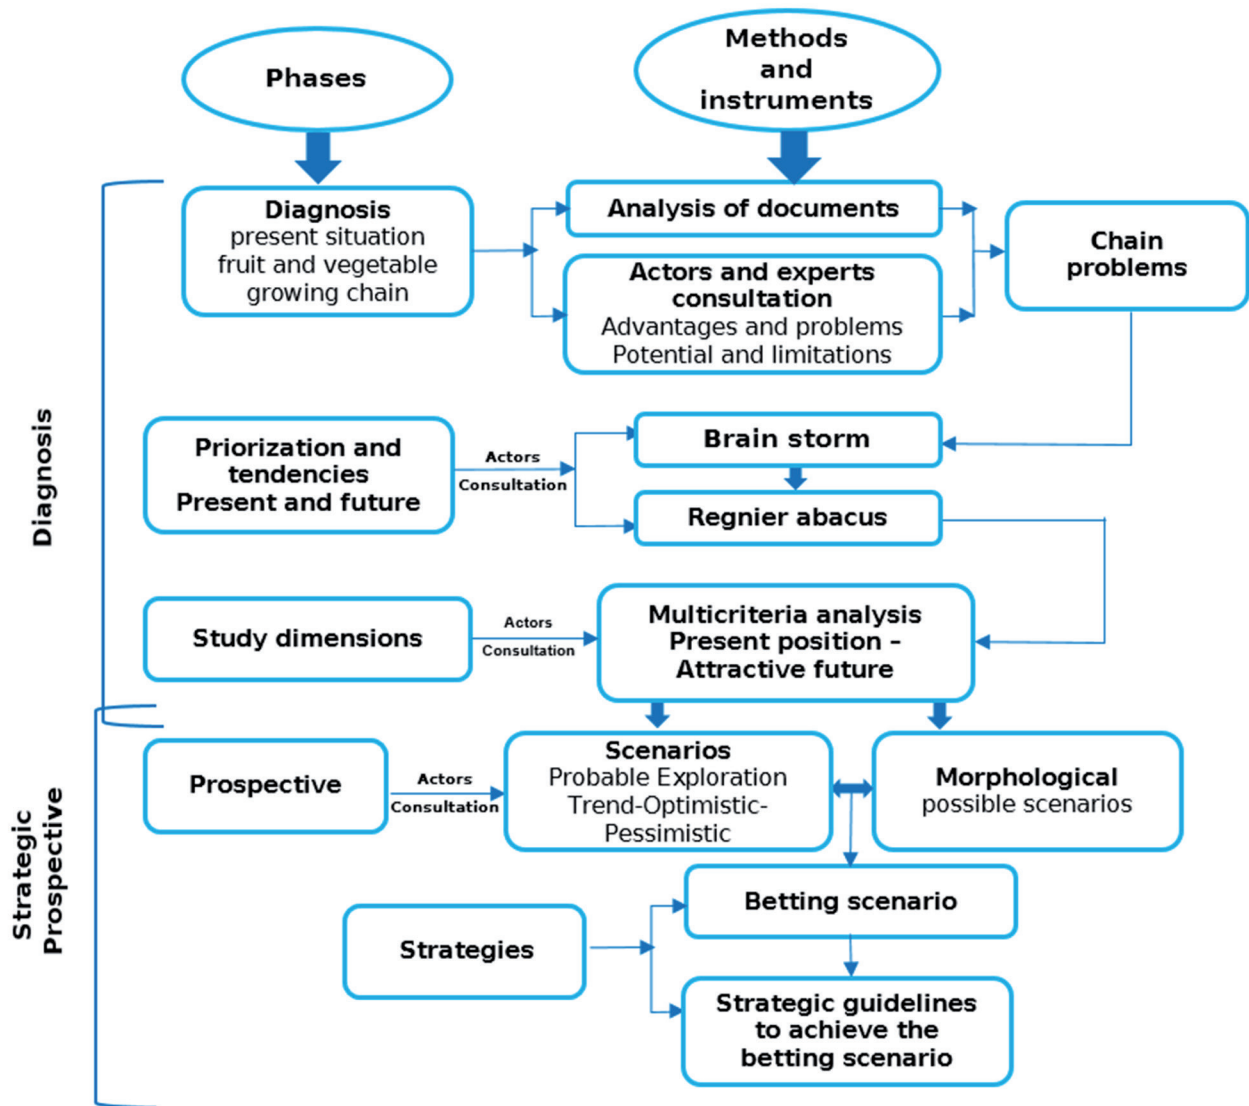 Phases
Methods
and
instruments
Diagnosis
present situation
fruit and vegetable
growing chain
Analysis of documents
Actors and experts
consultation
Advantages and problems
Potential and limitations
Chain
problems
Diagnosis
Priorization and
tendencies
Present and future
Actors
Consultation
Brain storm
Regnier abacus
Study dimensions
Actors
Consultation
Multicriteria analysis
Present position –
Attractive future
Strategic
Prospective
Prospective
Actors
Consultation
Scenarios
Probable Exploration
Trend-Optimistic-
Pessimistic
Morphological
possible scenarios
Strategies
Betting scenario
Strategic guidelines
to achieve the
betting scenario